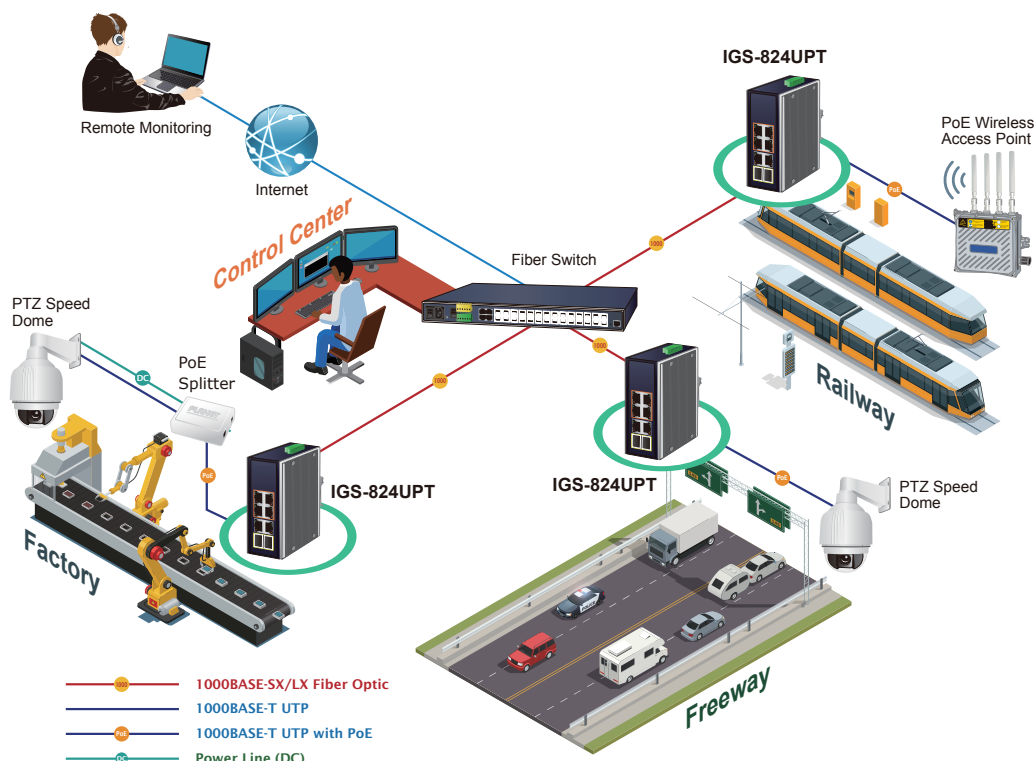 IGS-824UPT
Remote Monitoring
PoE Wireless
Access Point
PoE
Internet
Control Center
1000
Fiber Switch
PTZ Speed
Dome
DC
PoE
Splitter
PLANET
1000
1000
Railway
PoE
IGS-824UPT
IGS-824UPT
PoE
PTZ Speed
Dome
Factory
Freeway
1000
1000BASE-SX/LX Fiber Optic
1000BASE-T UTP
PoE
1000BASE-T UTP with PoE
DC
Power Line (DC)